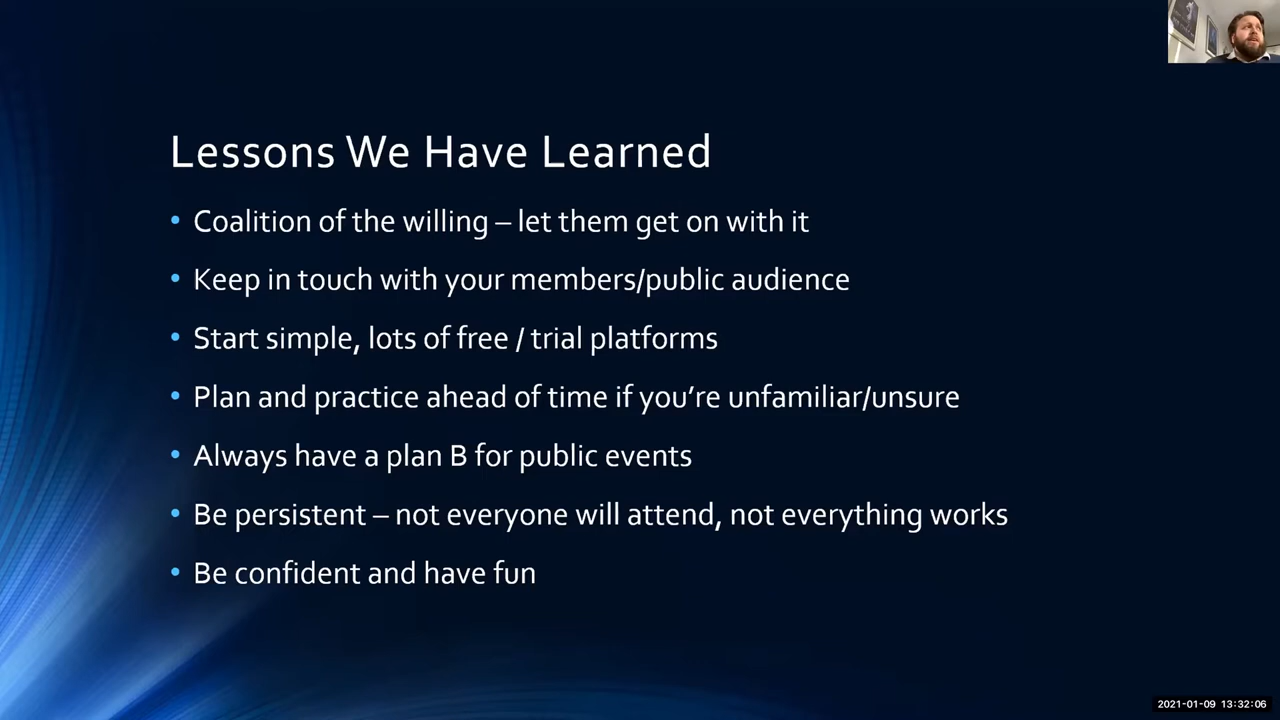 Lessons We Have Learned
• Coalition of the willing – let them get on with it
• Keep in touch with your members/public audience
• Start simple, lots of free / trial platforms
• Plan and practice ahead of time if you’re unfamiliar/unsure
• Always have a plan B for public events
• Be persistent – not everyone will attend, not everything works
• Be confident and have fun
2021-01-09 13:32:06